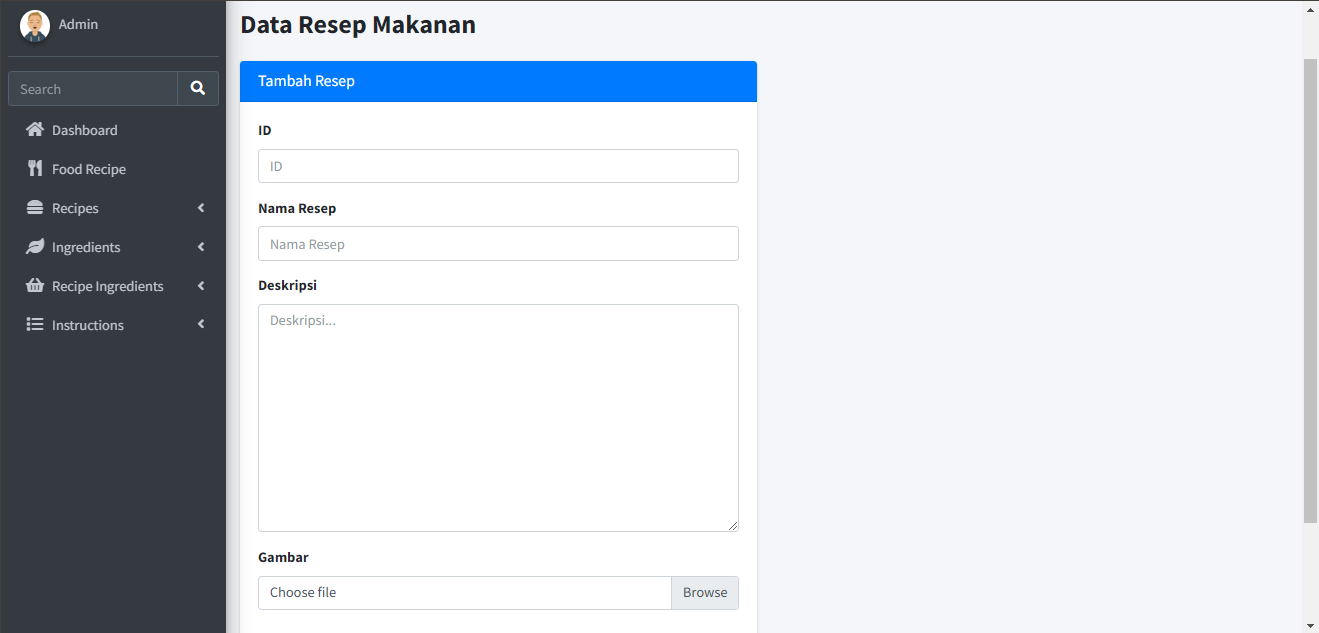 Admin
Search
Dashboard
Food Recipe
Recipes
Ingredients
Recipe Ingredients
Instructions
Data Resep Makanan
Tambah Resep
ID
ID
Nama Resep
Nama Resep
Deskripsi
Deskripsi...
Gambar
Choose file
Browse